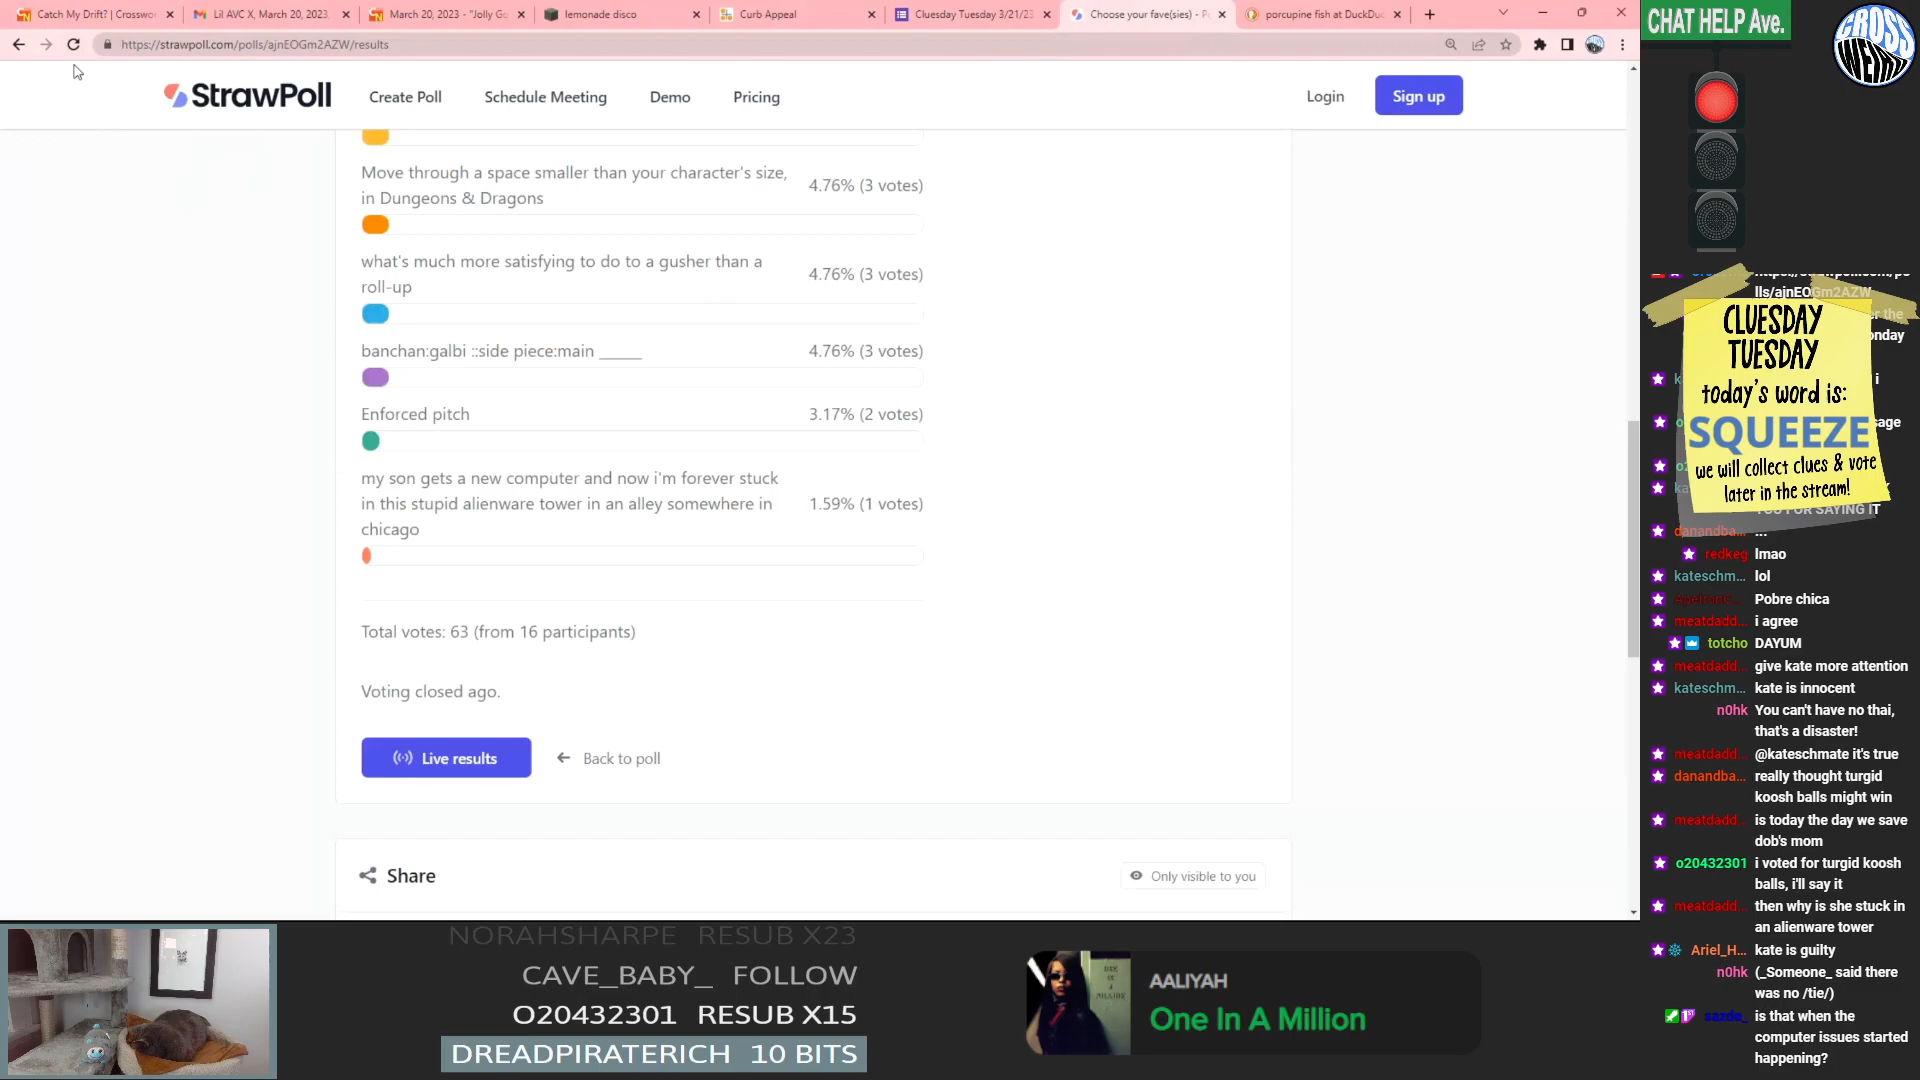 Catch My Drift? | Crosswo
Lil AVC X, March 20, 2023,
March 20, 2023 - "Jolly Go
lemonade disco
Curb Appeal
Cluesday Tuesday 3/21/23
Choose your fave(sies) - P
porcupine fish at DuckDuc
https://strawpoll.com/polls/ajnEOGm2AZW/results
StrawPoll
Create Poll
Schedule Meeting
Demo
Pricing
Login
Sign up
Move through a space smaller than your character's size,
in Dungeons & Dragons
4.76% (3 votes)
what's much more satisfying to do to a gusher than a
roll-up
4.76% (3 votes)
banchan:galbi ::side piece:main _____
4.76% (3 votes)
Enforced pitch
3.17% (2 votes)
my son gets a new computer and now i'm forever stuck
in this stupid alienware tower in an alley somewhere in
chicago
1.59% (1 votes)
Total votes: 63 (from 16 participants)
Voting closed ago.
Live results
Back to poll
Share
Only visible to you
CHAT HELP Ave.
CROSS
WEIRD
lls/ajnEOGm2AZW
CLUESDAY
TUESDAY
today's word is:
SQUEEZE
we will collect clues & vote
later in the stream!
YOU FOR SAYING IT
danandba... ...
redkeg lmao
kateschm... lol
Pobre chica
meatdadd... i agree
totcho DAYUM
meatdadd... give kate more attention
kateschm... kate is innocent
n0hk You can't have no thai,
that's a disaster!
meatdadd... @kateschmate it's true
danandba... really thought turgid
koosh balls might win
meatdadd... is today the day we save
dob's mom
o20432301 i voted for turgid koosh
balls, i'll say it
meatdadd... then why is she stuck in
an alienware tower
Ariel_H... kate is guilty
n0hk (_Someone_ said there
was no /tie/)
sazde_ is that when the
computer issues started
happening?
NORAHSHARPE RESUB X23
CAVE_BABY_ FOLLOW
O20432301 RESUB X15
DREADPIRATERICH 10 BITS
AALIYAH
One In A Million